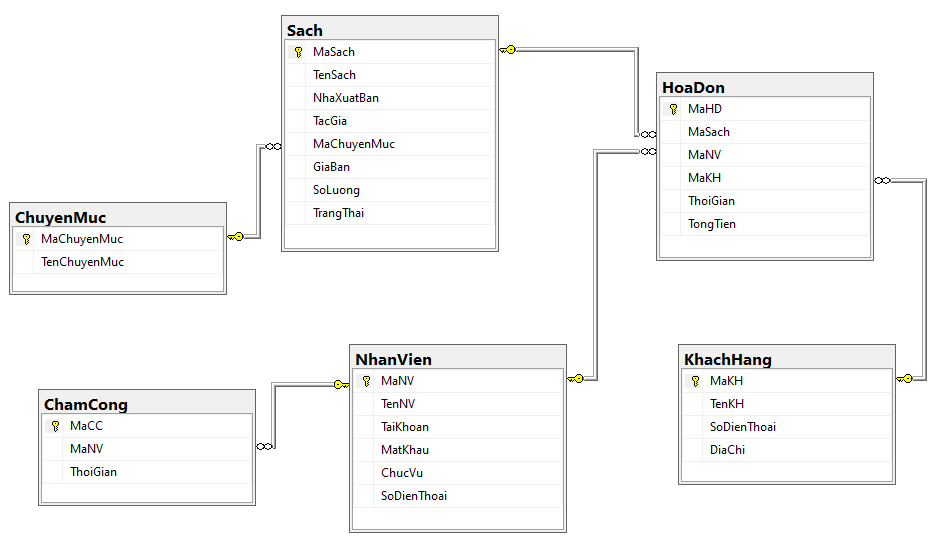 Sach
MaSach
TenSach
NhaXuatBan
TacGia
MaChuyenMuc
GiaBan
SoLuong
TrangThai
HoaDon
MaHD
MaSach
MaNV
MaKH
ThoiGian
TongTien
ChuyenMuc
MaChuyenMuc
TenChuyenMuc
NhanVien
MaNV
TenNV
TaiKhoan
MatKhau
ChucVu
SoDienThoai
KhachHang
MaKH
TenKH
SoDienThoai
DiaChi
ChamCong
MaCC
MaNV
ThoiGian